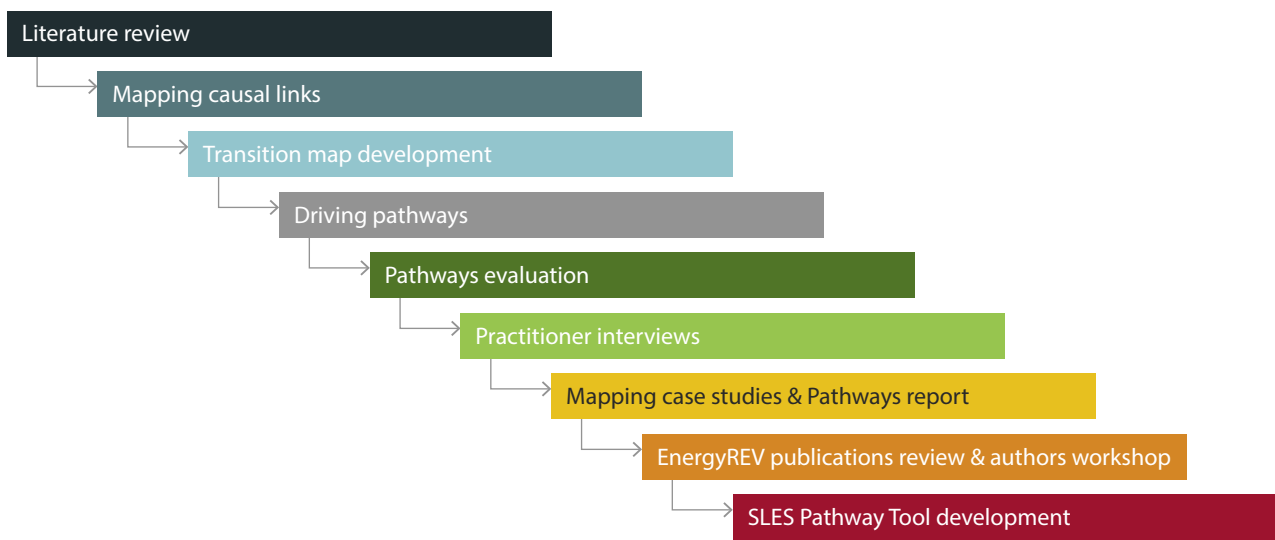 Literature review
Mapping causal links
Transition map development
Driving pathways
Pathways evaluation
Practitioner interviews
Mapping case studies & Pathways report
EnergyREV publications review & authors workshop
SLES Pathway Tool development